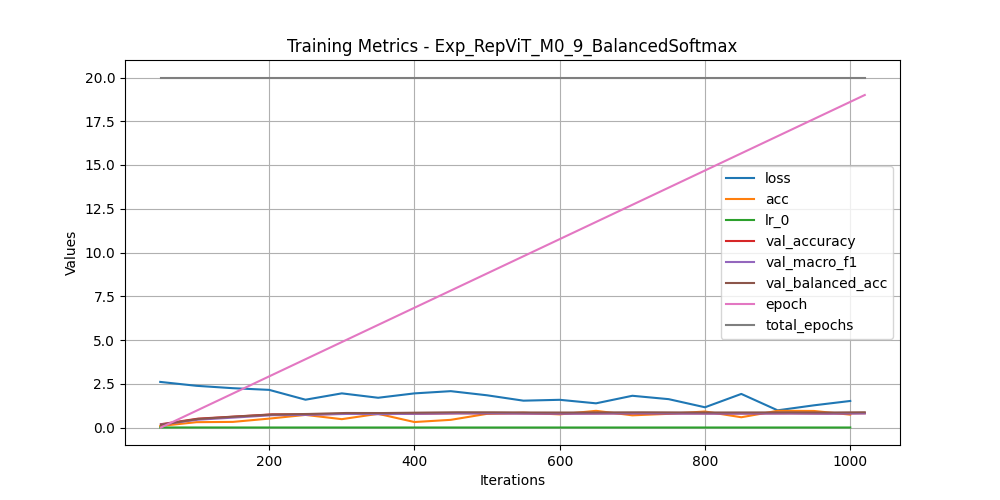 Training Metrics - Exp_RepViT_M0_9_BalancedSoftmax
20.0
17.5
15.0
12.5
10.0
7.5
5.0
2.5
0.0
Values
loss
acc
lr_0
val_accuracy
val_macro_f1
val_balanced_acc
epoch
total_epochs
200 400 600 800 1000
Iterations